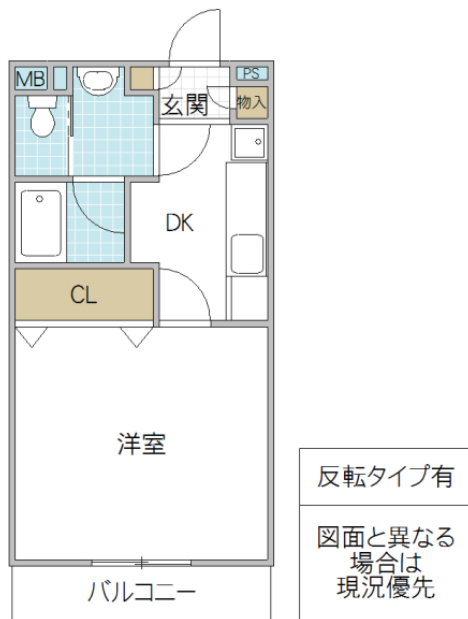 MB
PS
玄関
物入
DK
CL
洋室
バルコニー
反転タイプ有
図面と異なる
場合は
現況優先